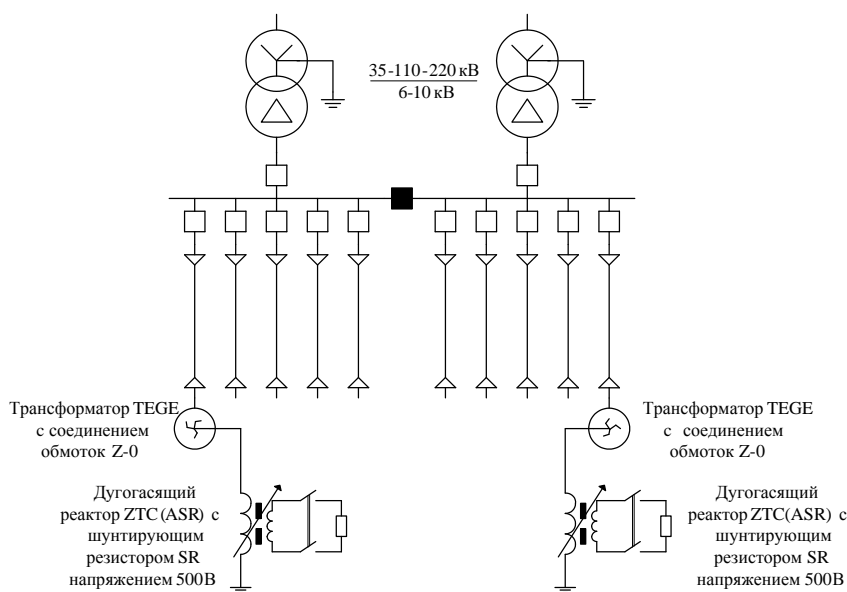 35-110-220 кВ
6-10 кВ
Трансформатор TEGE
с соединением
обмоток Z-0
Трансформатор TEGE
с соединением
обмоток Z-0
Дугогасящий
реактор ZTC (ASR) с
шунтирующим
резистором SR
напряжением 500В
Дугогасящий
реактор ZTC(ASR) с
шунтирующим
резистором SR
напряжением 500В